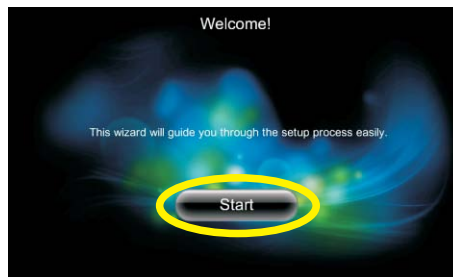 Welcome!
This wizard will guide you through the setup process easily.
Start